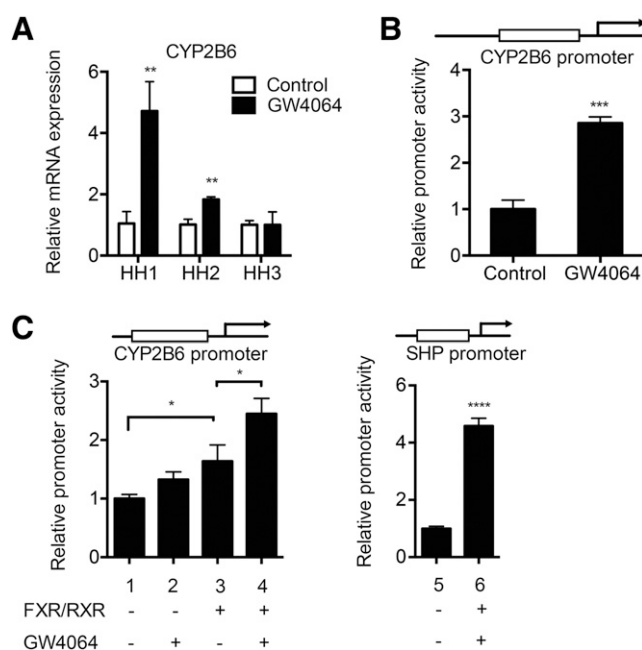 A
CYP2B6
Relative mRNA expression
6
4
2
0
**
**
Control
GW4064
HH1 HH2 HH3
B
CYP2B6 promoter
Relative promoter activity
4
3
2
1
0
***
Control GW4064
C
CYP2B6 promoter
Relative promoter activity
3
2
1
0
*
*
1 2 3 4
FXR/RXR - - + +
GW4064 - + - +
SHP promoter
Relative promoter activity
6
4
2
0
****
5 6
- +
- +